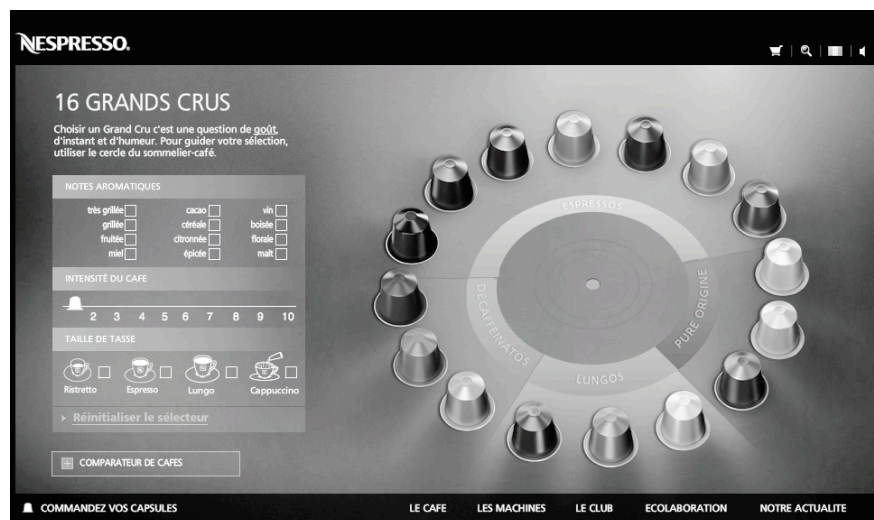 NESPRESSO.
16 GRANDS CRUS
Choisir un Grand Cru c'est une question de goût,
d'instant et d'humeur. Pour guider votre sélection,
utiliser le cercle du sommelier-café.
NOTES AROMATIQUES
très grillée cacao vin
grillée céréale boisée
fruitée citronnée florale
miel épicée malt
INTENSITÉ DU CAFE
2 3 4 5 6 7 8 9 10
TAILLE DE TASSE
Ristretto Espresso Lungo Cappuccino
Réinitialiser le sélecteur
COMPARATEUR DE CAFES
ESPRESSOS
PURE ORIGINE
LUNGOS
DECAFFEINATOS
COMMANDEZ VOS CAPSULES LE CAFE LES MACHINES LE CLUB ECOLABORATION NOTRE ACTUALITE